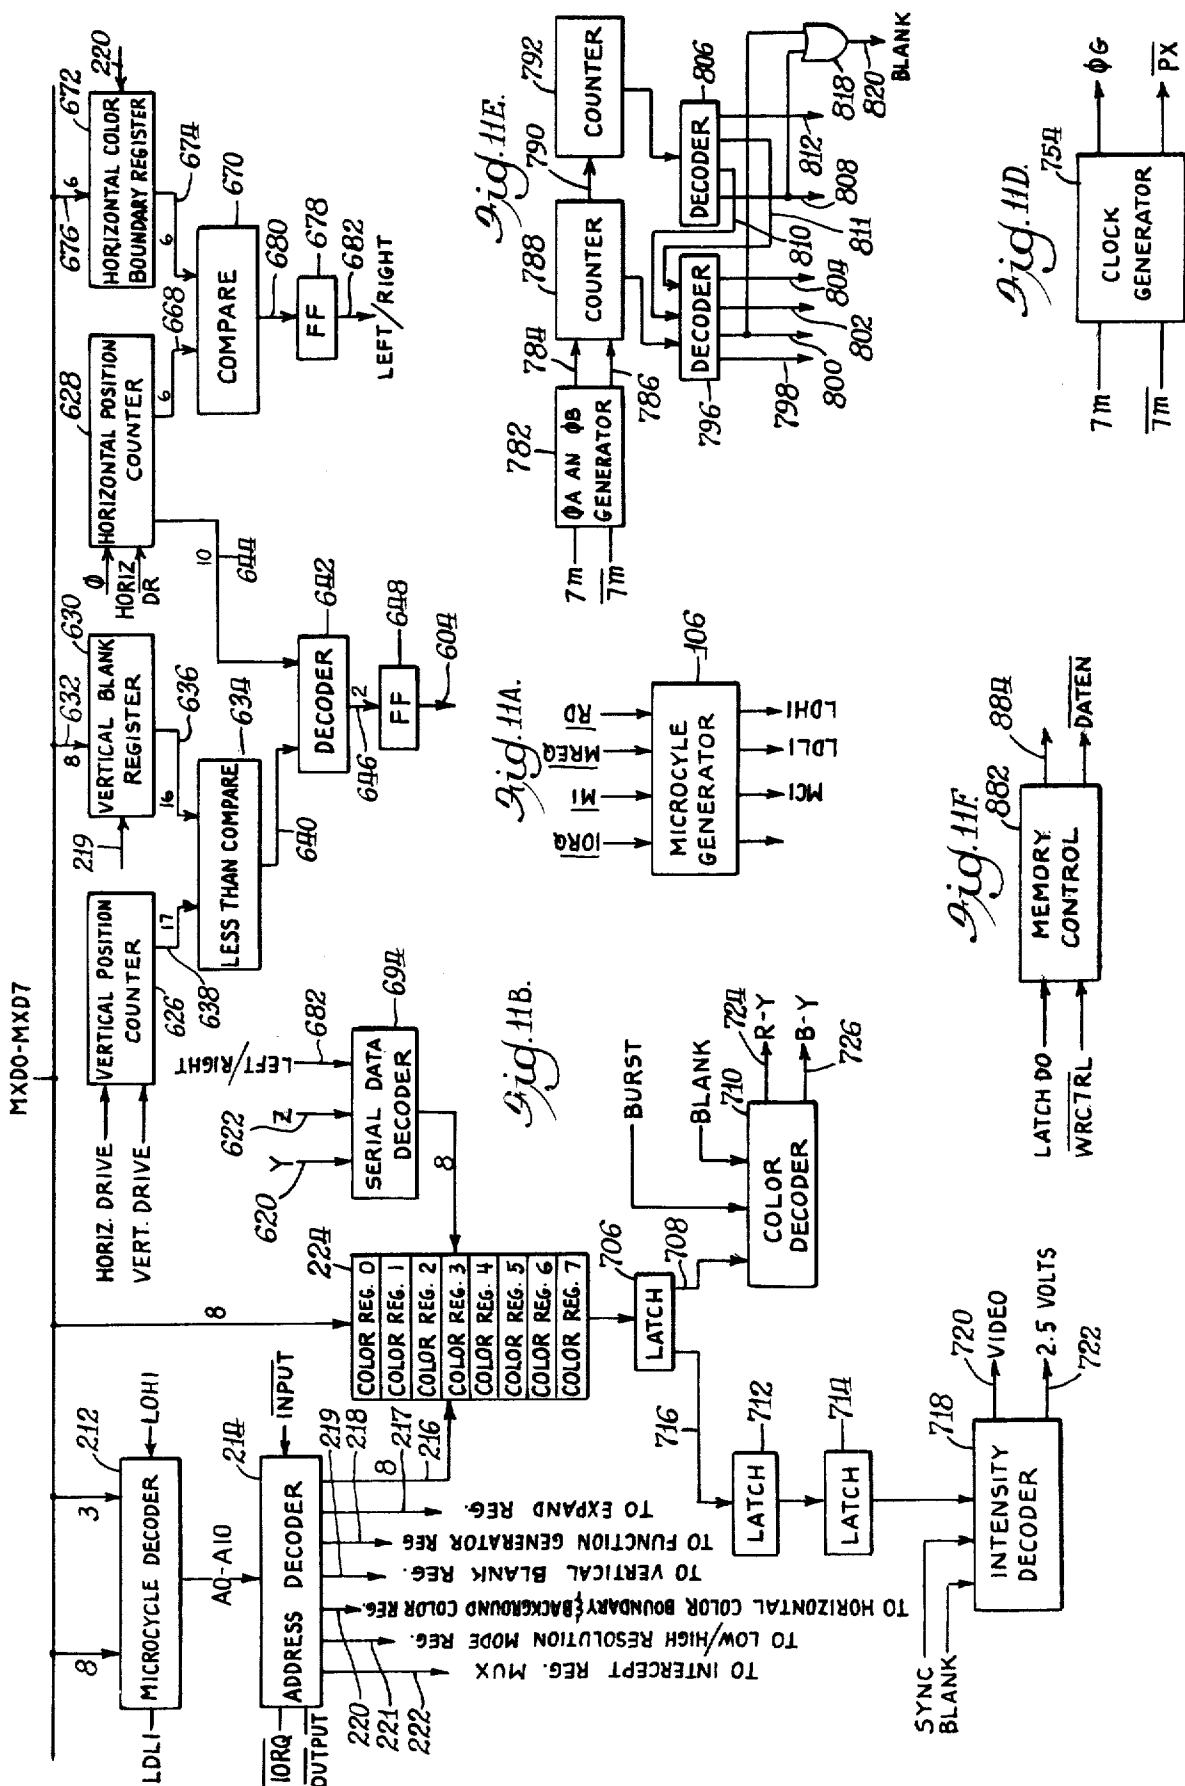 MXD0-MXD7
HORIZ. DRIVE
VERT. DRIVE
VERTICAL POSITION
COUNTER
626
638
17
219
8
632
630
VERTICAL BLANK
REGISTER
636
16
LESS THAN COMPARE
634
640
Φ
HORIZ
DR
628
HORIZONTAL POSITION
COUNTER
10
644
6
668
676
6
672
220
HORIZONTAL COLOR
BOUNDARY REGISTER
674
6
COMPARE
670
680
FF
678
682
LEFT/RIGHT
DECODER
642
646
2
FF
648
604
8
3
212
MICROCYCLE DECODER
LDL1
LOH1
A0-A10
214
ADDRESS DECODER
IORQ
OUTPUT
INPUT
219
218
217
216
8
220
221
222
TO EXPAND REG.
TO FUNCTION GENERATOR REG
TO VERTICAL BLANK REG.
TO HORIZONTAL COLOR BOUNDARY & BACKGROUND COLOR REG.
TO LOW/HIGH RESOLUTION MODE REG.
TO INTERCEPT REG. MUX
8
224
COLOR REG. 0
COLOR REG. 1
COLOR REG. 2
COLOR REG. 3
COLOR REG. 4
COLOR REG. 5
COLOR REG. 6
COLOR REG. 7
Y
620
Z
622
LEFT/RIGHT
682
SERIAL DATA
DECODER
694
8
Fig. 11B.
706
LATCH
708
716
BURST
BLANK
710
COLOR
DECODER
724
R-Y
B-Y
726
LATCH
712
LATCH
714
SYNC
BLANK
718
INTENSITY
DECODER
720
VIDEO
2.5 VOLTS
722
Fig. 11A.
IORQ
M1
MREQ
RD
MICROCYLE
GENERATOR
106
MC1
LDL1
LDH1
Fig. 11E.
7M
7M
782
ΦA AN ΦB
GENERATOR
784
786
788
COUNTER
790
792
COUNTER
796
DECODER
798
800
802
804
806
DECODER
810
811
808
812
818
820
BLANK
Fig. 11F.
LATCH DO
WRC.7RL
MEMORY
CONTROL
882
884
DATEN
Fig. 11D.
7M
7M
CLOCK
GENERATOR
754
ΦG
PX